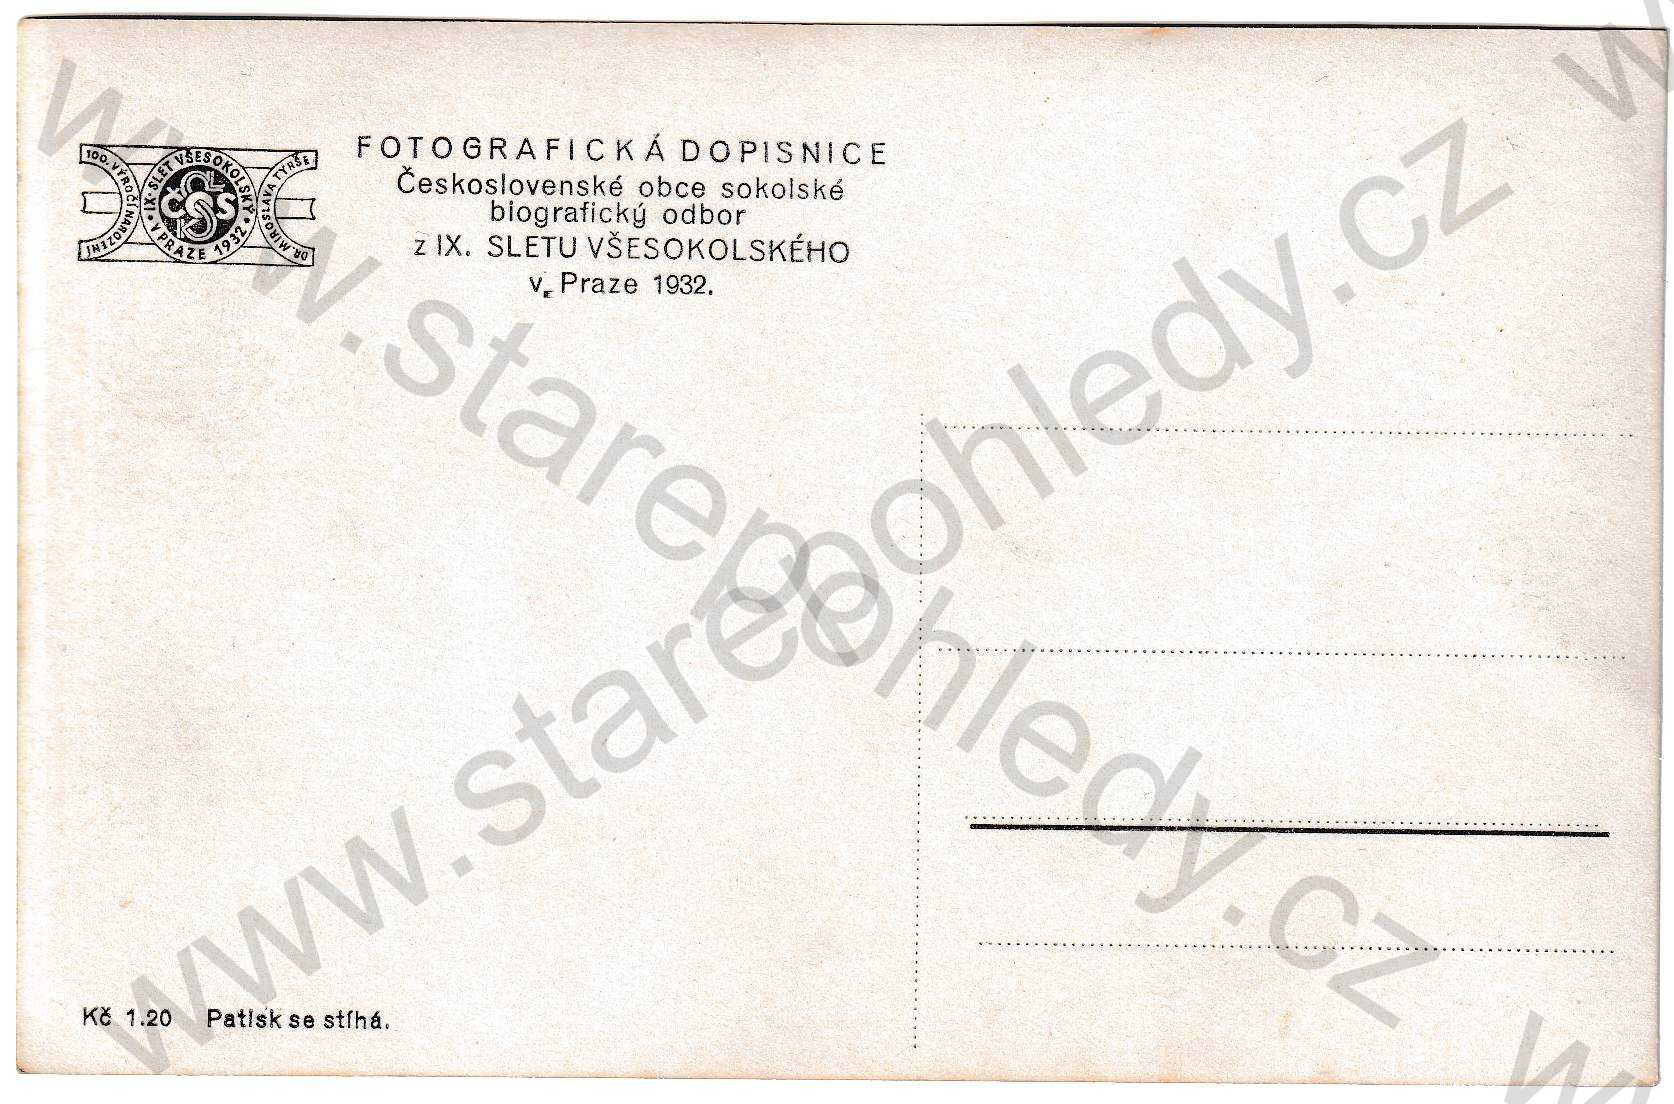 100. VÝROČÍ NAROZENÍ
IX. SLET VŠESOKOLSKÝ
V PRAZE 1932
DR. MIROSLAVA TYRŠE
ČOS
FOTOGRAFICKÁ DOPISNICE
Československé obce sokolské
biografický odbor
z IX. SLETU VŠESOKOLSKÉHO
v Praze 1932.
Kč 1.20 Patisk se stíhá.
www.starepohledy.cz
www.starepohledy.cz